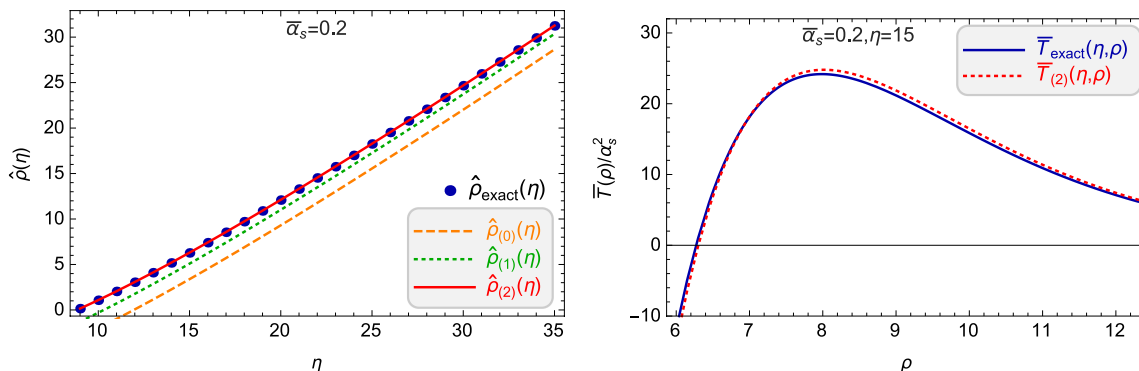 ᾱₛ=0.2
30
25
20
15
10
5
0
ρ̂(η)
ρ̂exact(η)
ρ̂(0)(η)
ρ̂(1)(η)
ρ̂(2)(η)
10 15 20 25 30 35
η
ᾱₛ=0.2,η=15
30
20
10
0
-10
T̅(ρ)/αₛ²
T̅exact(η,ρ)
T̅(2)(η,ρ)
6 7 8 9 10 11 12
ρ